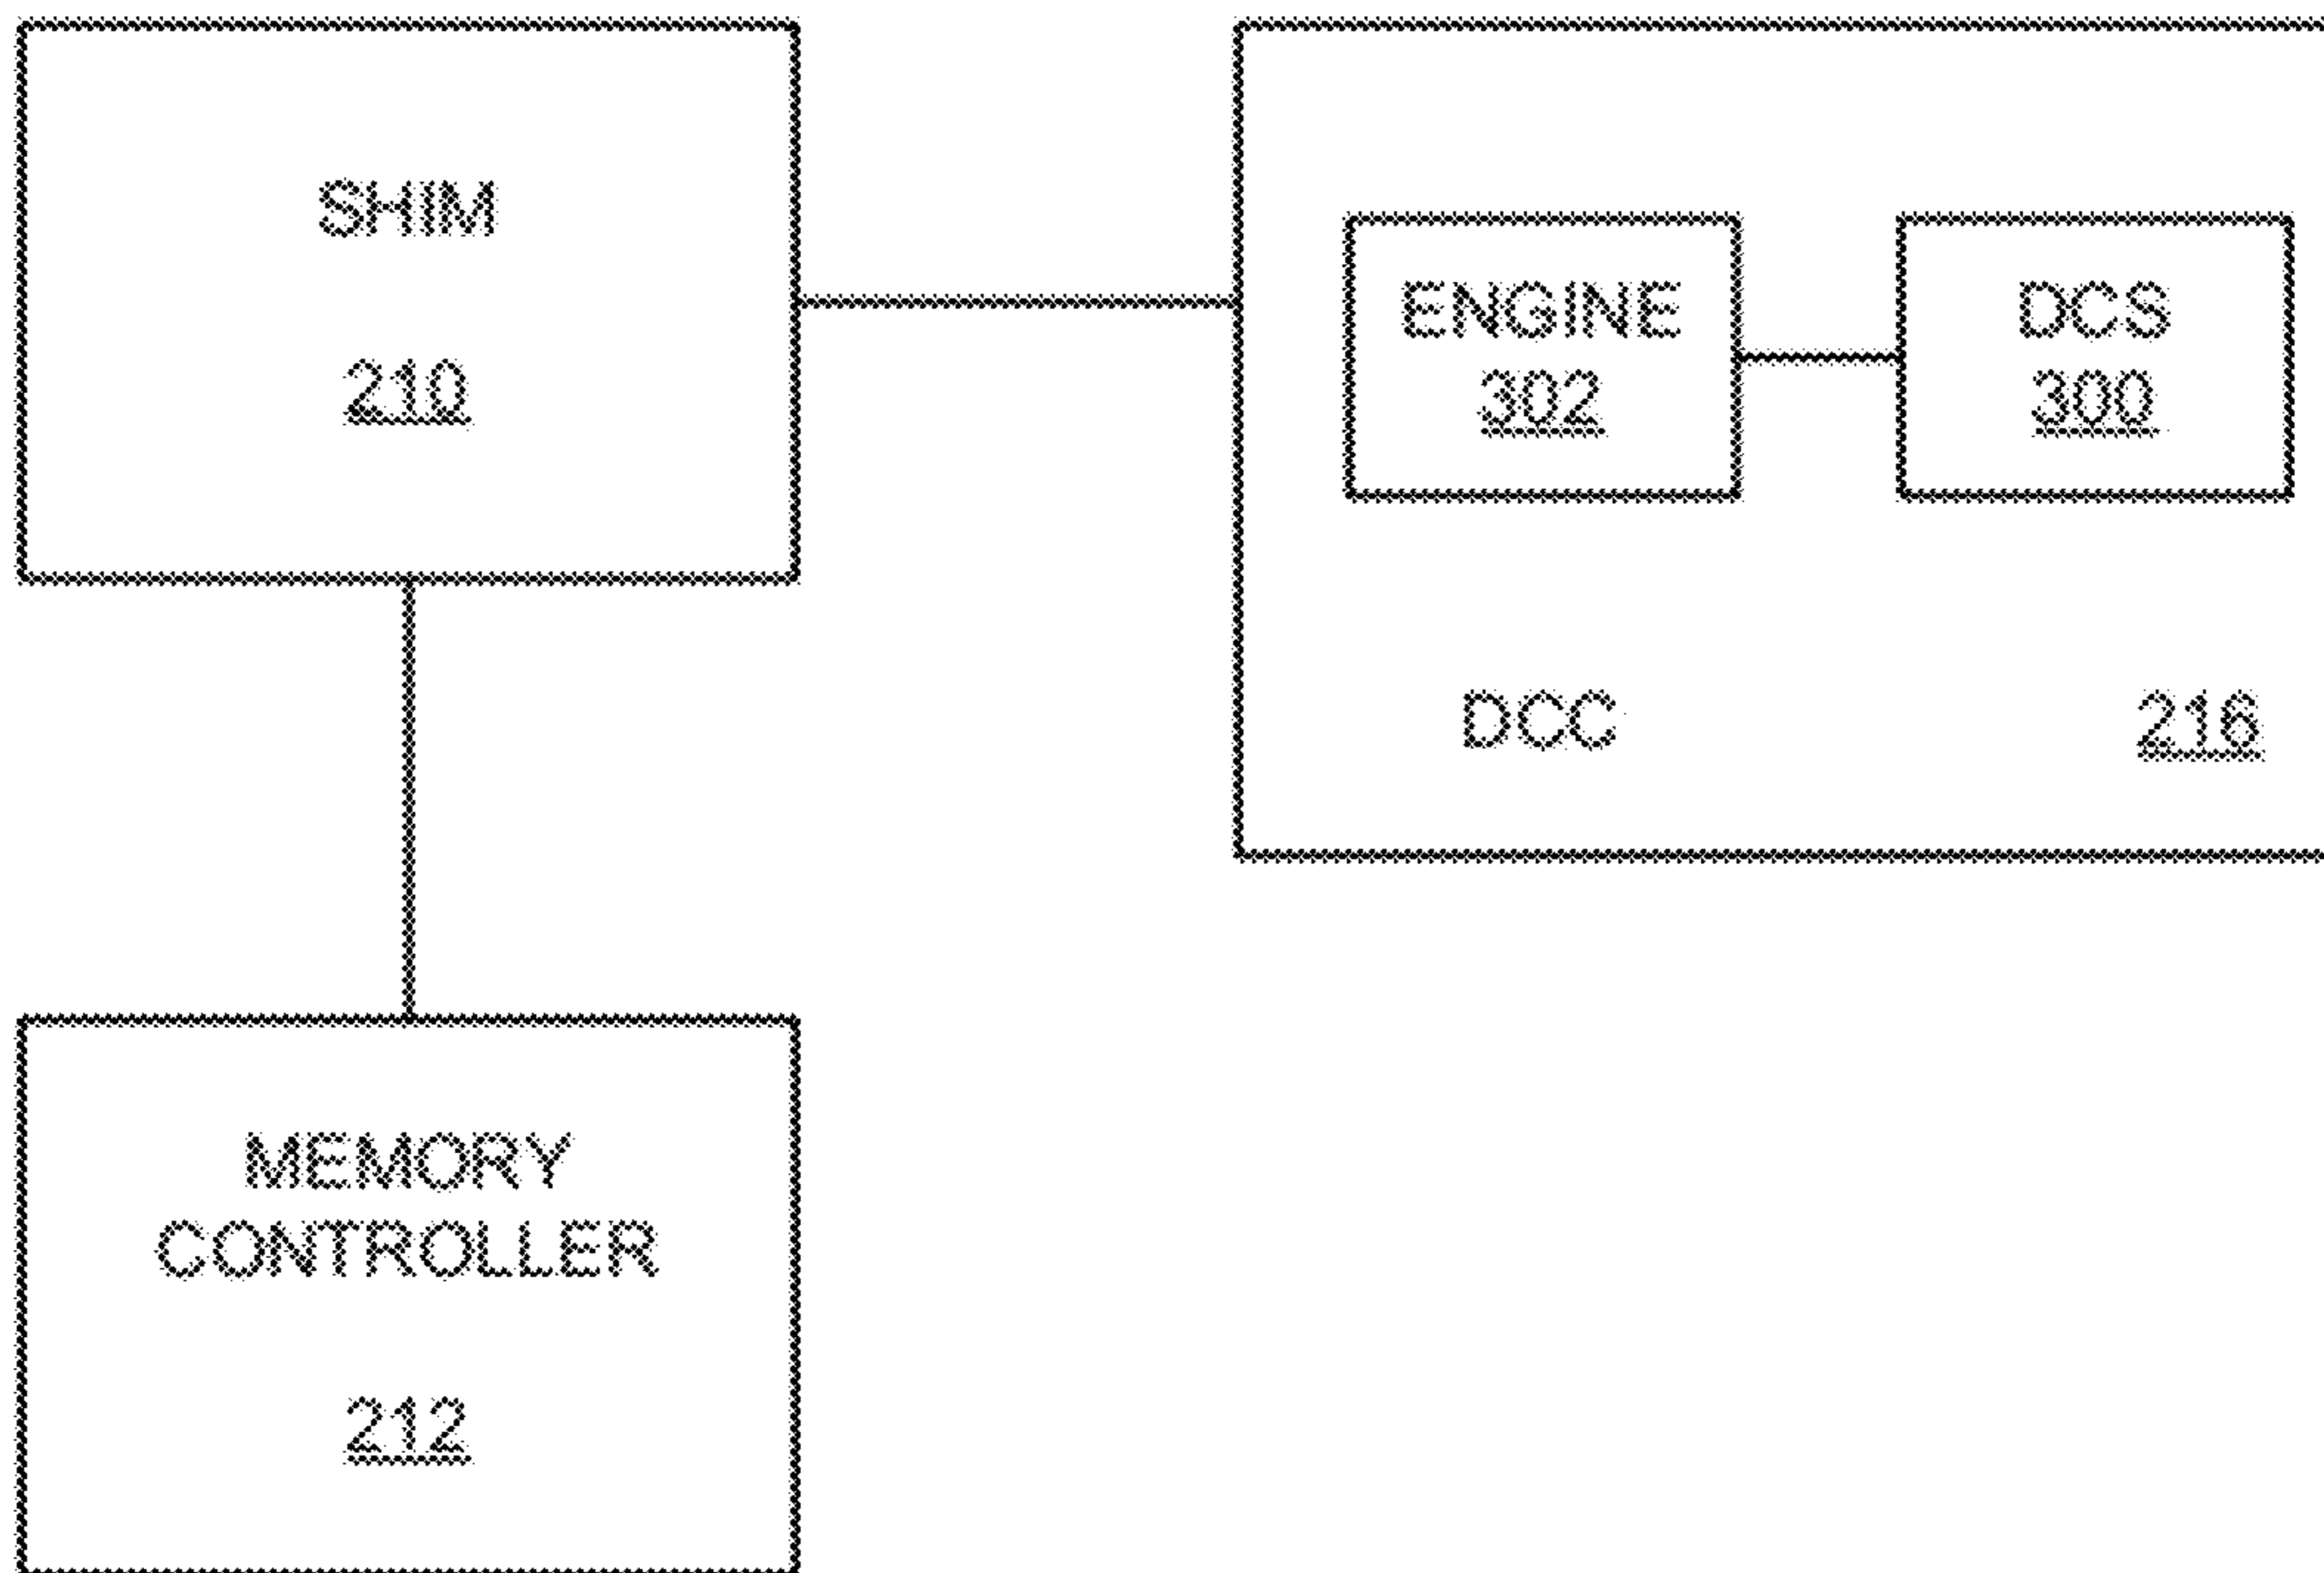 SHIM
210
ENGINE
302
DCS
300
DCC
216
MEMORY
CONTROLLER
212